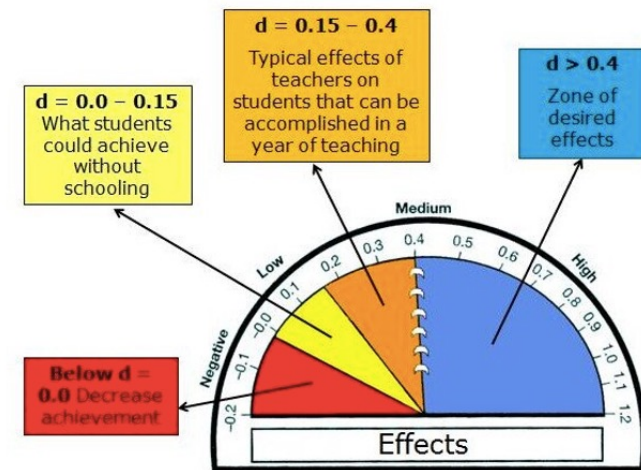 d = 0.15 – 0.4
Typical effects of
teachers on
students that can be
accomplished in a
year of teaching
d > 0.4
Zone of
desired
effects
d = 0.0 – 0.15
What students
could achieve
without
schooling
Below d =
0.0 Decrease
achievement
Negative
Low
Medium
High
–0.2
–0.1
–0.0
0.1
0.2
0.3
0.4
0.5
0.6
0.7
0.8
0.9
1.0
1.1
1.2
Effects